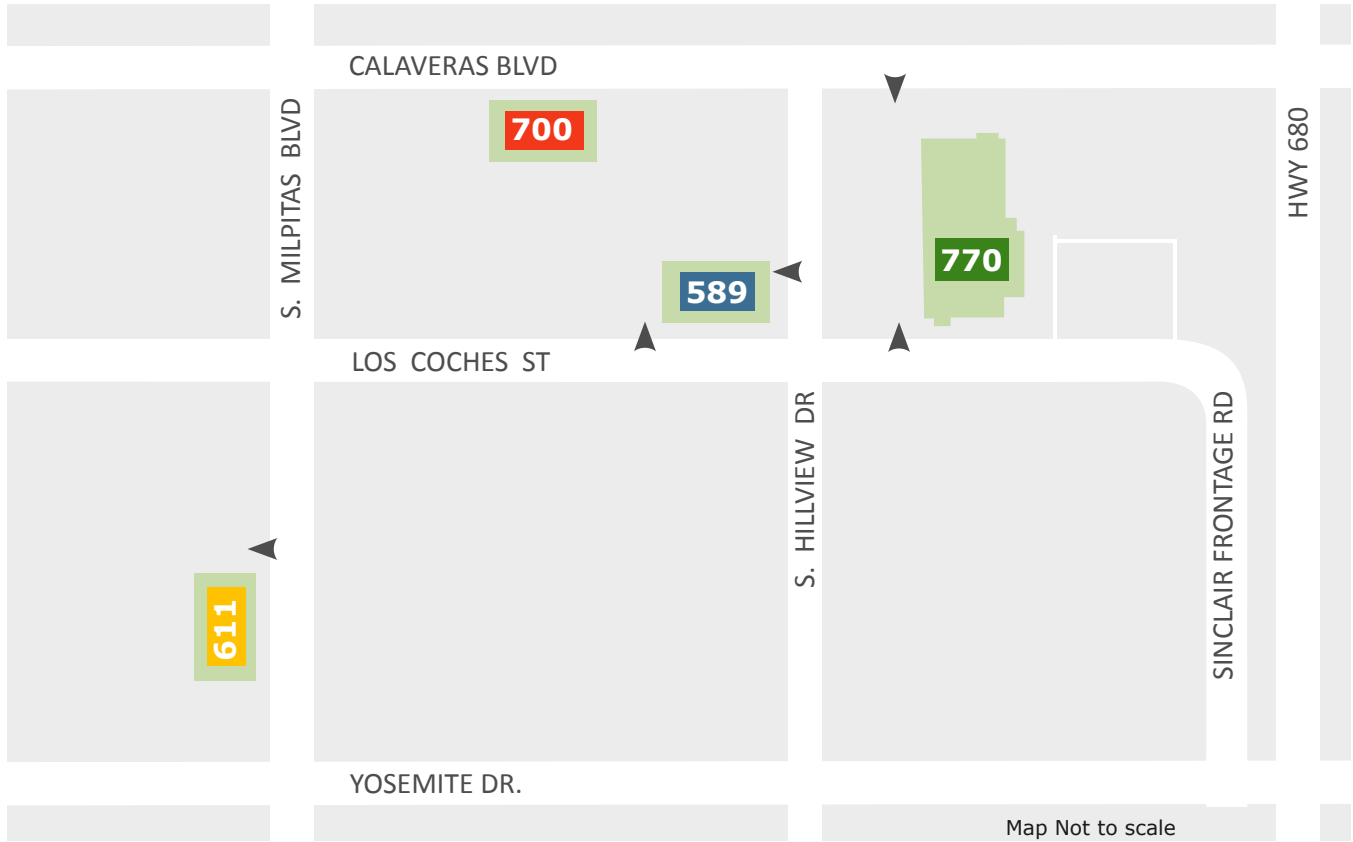 CALAVERAS BLVD
700
S. MILPITAS BLVD
HWY 680
770
589
LOS COCHES ST
S. HILLVIEW DR
SINCLAIR FRONTAGE RD
611
YOSEMITE DR.
Map Not to scale